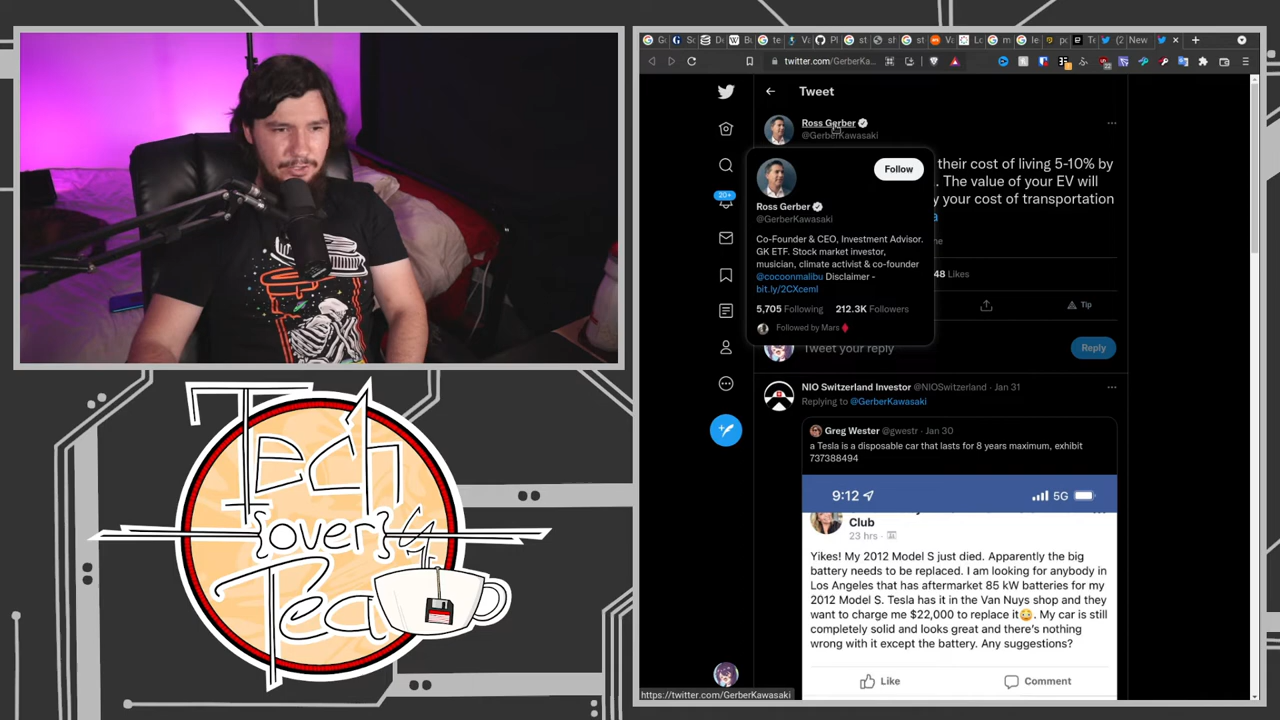 Tech
{over}
Tea
twitter.com/GerberKa...
New
Tweet
Ross Gerber
@GerberKawasaki
their cost of living 5-10% by
. The value of your EV will
y your cost of transportation
a
ne
48 Likes
Tip
Follow
Ross Gerber
@GerberKawasaki
Co-Founder & CEO, Investment Advisor.
GK ETF. Stock market investor,
musician, climate activist & co-founder
@cocoonmalibu Disclaimer -
bit.ly/2CXcemI
5,705 Following 212.3K Followers
Followed by Mars
20+
Tweet your reply
Reply
NIO Switzerland Investor @NIOSwitzerland · Jan 31
Replying to @GerberKawasaki
Greg Wester @gwestr · Jan 30
a Tesla is a disposable car that lasts for 8 years maximum, exhibit
737388494
9:12 5G
Club
23 hrs ·
Yikes! My 2012 Model S just died. Apparently the big
battery needs to be replaced. I am looking for anybody in
Los Angeles that has aftermarket 85 kW batteries for my
2012 Model S. Tesla has it in the Van Nuys shop and they
want to charge me $22,000 to replace it😳. My car is still
completely solid and looks great and there's nothing
wrong with it except the battery. Any suggestions?
Like Comment
https://twitter.com/GerberKawasaki